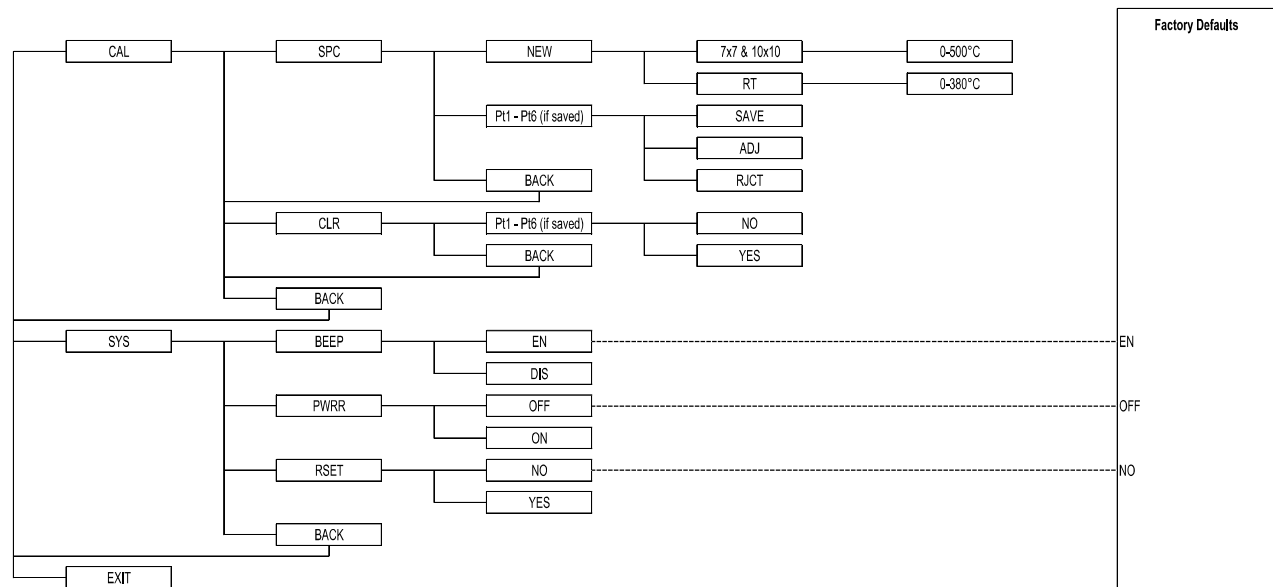 Factory Defaults
CAL
SPC
NEW
7x7 & 10x10
0-500°C
RT
0-380°C
Pt1 - Pt6 (if saved)
SAVE
ADJ
RJCT
BACK
CLR
Pt1 - Pt6 (if saved)
NO
YES
BACK
BACK
SYS
BEEP
EN
EN
DIS
PWRR
OFF
OFF
ON
RSET
NO
NO
YES
BACK
EXIT